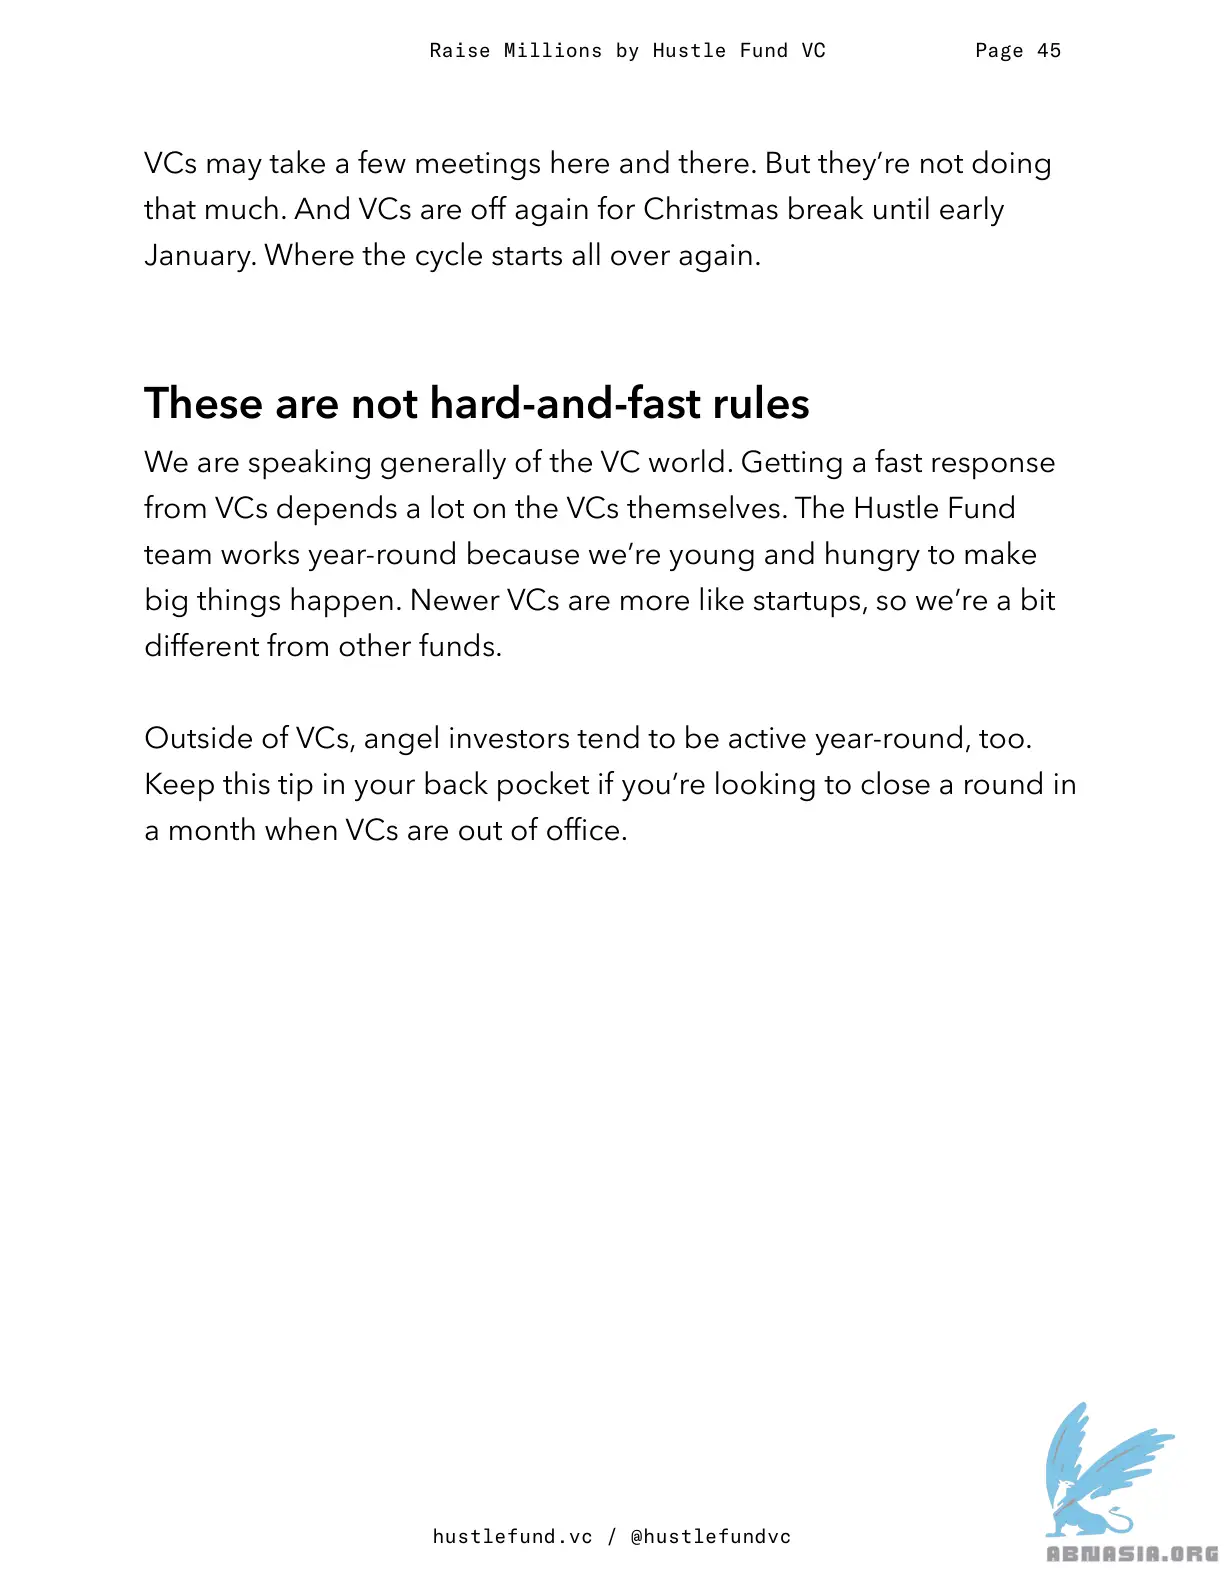 Raise Millions by Hustle Fund VC Page 45
VCs may take a few meetings here and there. But they’re not doing
that much. And VCs are off again for Christmas break until early
January. Where the cycle starts all over again.
These are not hard-and-fast rules
We are speaking generally of the VC world. Getting a fast response
from VCs depends a lot on the VCs themselves. The Hustle Fund
team works year-round because we’re young and hungry to make
big things happen. Newer VCs are more like startups, so we’re a bit
different from other funds.
Outside of VCs, angel investors tend to be active year-round, too.
Keep this tip in your back pocket if you’re looking to close a round in
a month when VCs are out of office.
hustlefund.vc / @hustlefundvc
ABNASIA.ORG